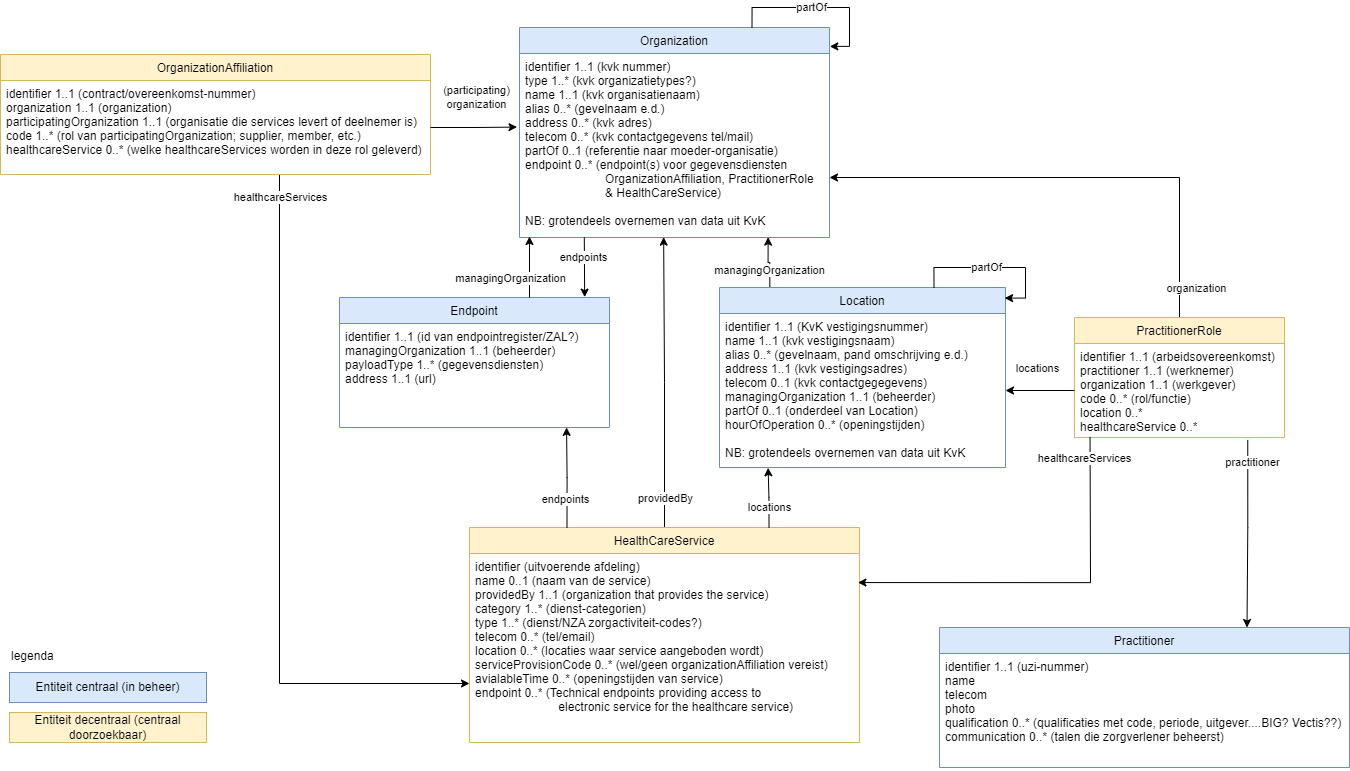 partOf
Organization
identifier 1..1 (kvk nummer)
type 1..* (kvk organizatietypes?)
name 1..1 (kvk organisatienaam)
alias 0..* (gevelnaam e.d.)
address 0..* (kvk adres)
telecom 0..* (kvk contactgegevens tel/mail)
partOf 0..1 (referentie naar moeder-organisatie)
endpoint 0..* (endpoint(s) voor gegevensdiensten
OrganizationAffiliation, PractitionerRole
& HealthCareService)
NB: grotendeels overnemen van data uit KvK
OrganizationAffiliation
identifier 1..1 (contract/overeenkomst-nummer)
organization 1..1 (organization)
participatingOrganization 1..1 (organisatie die services levert of deelnemer is)
code 1..* (rol van participatingOrganization; supplier, member, etc.)
healthcareService 0..* (welke healthcareServices worden in deze rol geleverd)
(participating)
organization
healthcareServices
endpoints
managingOrganization
managingOrganization
partOf
organization
Endpoint
identifier 1..1 (id van endpointregister/ZAL?)
managingOrganization 1..1 (beheerder)
payloadType 1..* (gegevensdiensten)
address 1..1 (url)
Location
identifier 1..1 (KvK vestigingsnummer)
name 1..1 (kvk vestigingsnaam)
alias 0..* (gevelnaam, pand omschrijving e.d.)
address 1..1 (kvk vestigingsadres)
telecom 0..1 (kvk contactgegegevens)
managingOrganization 1..1 (beheerder)
partOf 0..1 (onderdeel van Location)
hourOfOperation 0..* (openingstijden)
NB: grotendeels overnemen van data uit KvK
locations
PractitionerRole
identifier 1..1 (arbeidsovereenkomst)
practitioner 1..1 (werknemer)
organization 1..1 (werkgever)
code 0..* (rol/functie)
location 0..*
healthcareService 0..*
healthcareServices
practitioner
endpoints
providedBy
locations
HealthCareService
identifier (uitvoerende afdeling)
name 0..1 (naam van de service)
providedBy 1..1 (organization that provides the service)
category 1..* (dienst-categorien)
type 1..* (dienst/NZA zorgactiviteit-codes?)
telecom 0..* (tel/email)
location 0..* (locaties waar service aangeboden wordt)
serviceProvisionCode 0..* (wel/geen organizationAffiliation vereist)
avialableTime 0..* (openingstijden van service)
endpoint 0..* (Technical endpoints providing access to
electronic service for the healthcare service)
Practitioner
identifier 1..1 (uzi-nummer)
name
telecom
photo
qualification 0..* (qualificaties met code, periode, uitgever....BIG? Vectis??)
communication 0..* (talen die zorgverlener beheerst)
legenda
Entiteit centraal (in beheer)
Entiteit decentraal (centraal
doorzoekbaar)